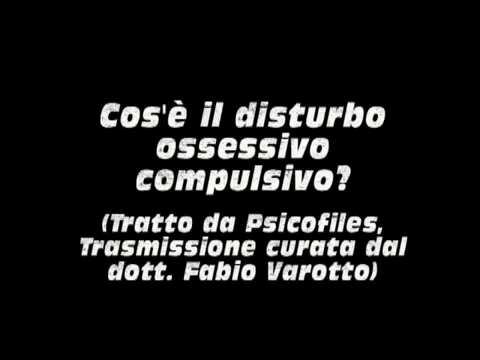 Cos'è il disturbo
ossessivo
compulsivo?
(Tratto da Psicofiles,
Trasmissione curata dal
dott. Fabio Varotto)